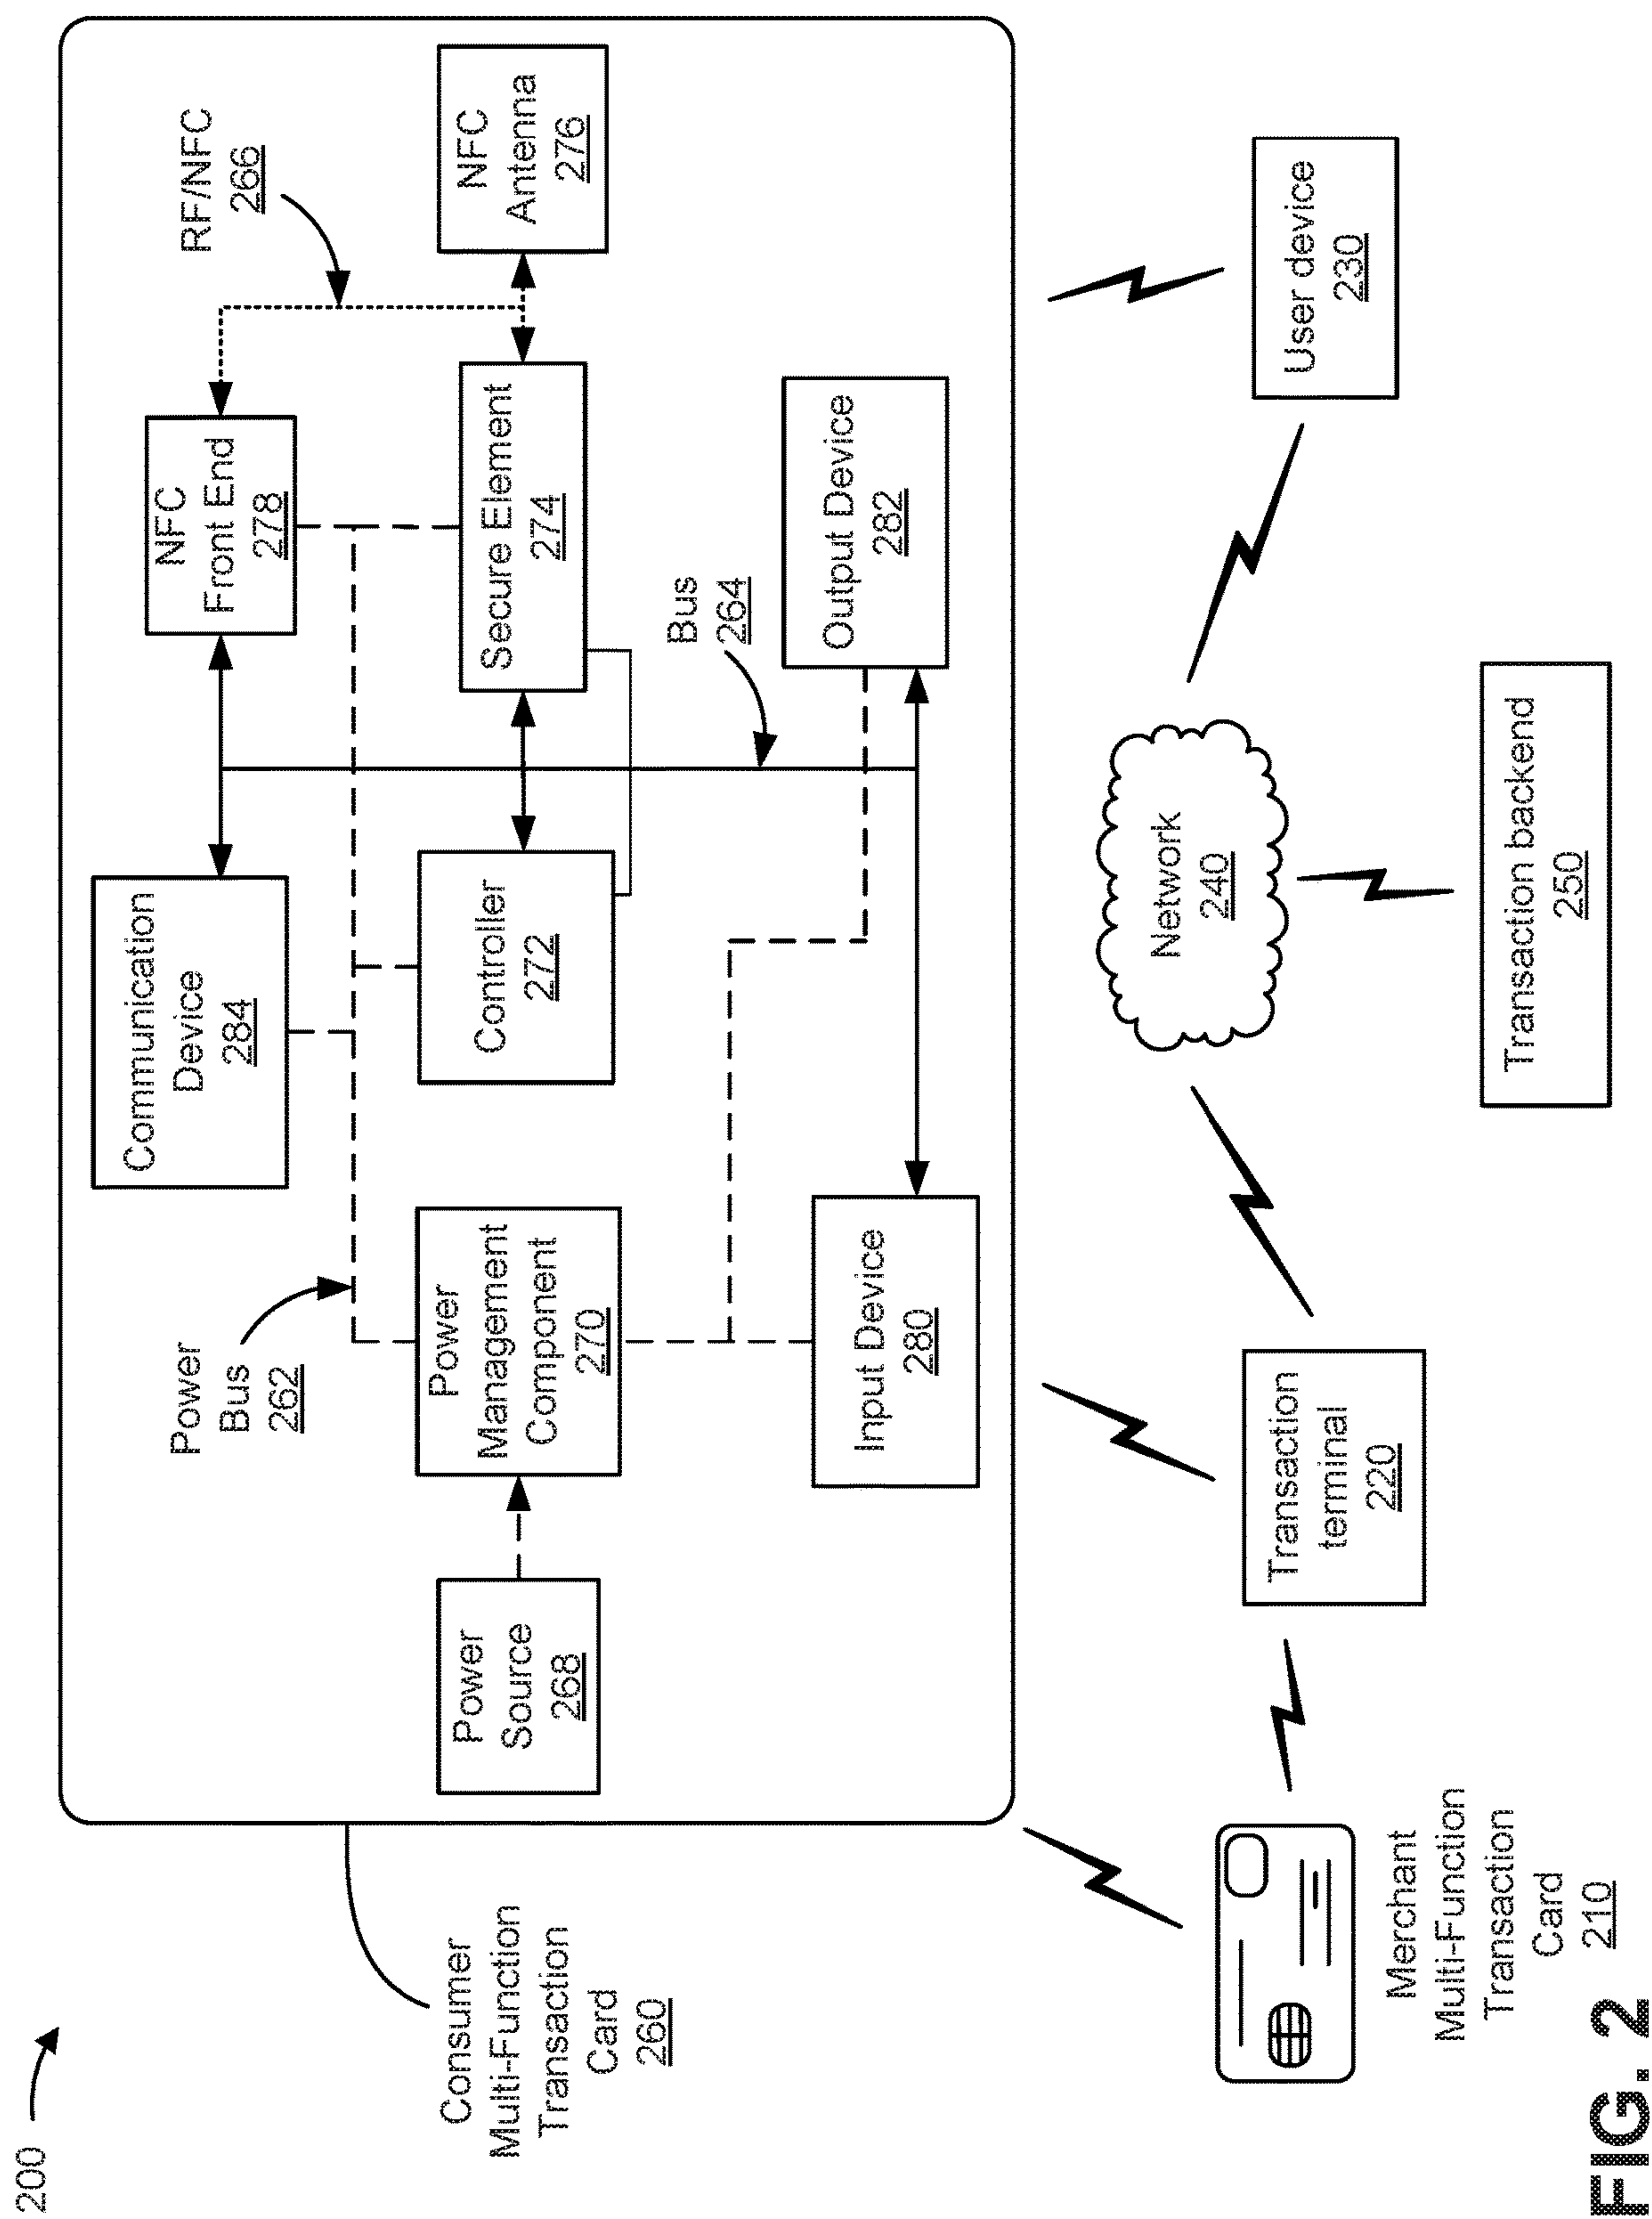 200
Consumer
Multi-Function
Transaction
Card
260
Power
Bus
262
Communication
Device
284
NFC
Front End
278
RF/NFC
266
Power
Source
268
Power
Management
Component
270
Controller
272
Secure Element
274
NFC
Antenna
276
Bus
264
Input Device
280
Output Device
282
Merchant
Multi-Function
Transaction
Card
210
Transaction
terminal
220
Network
240
User device
230
Transaction backend
250
FIG. 2